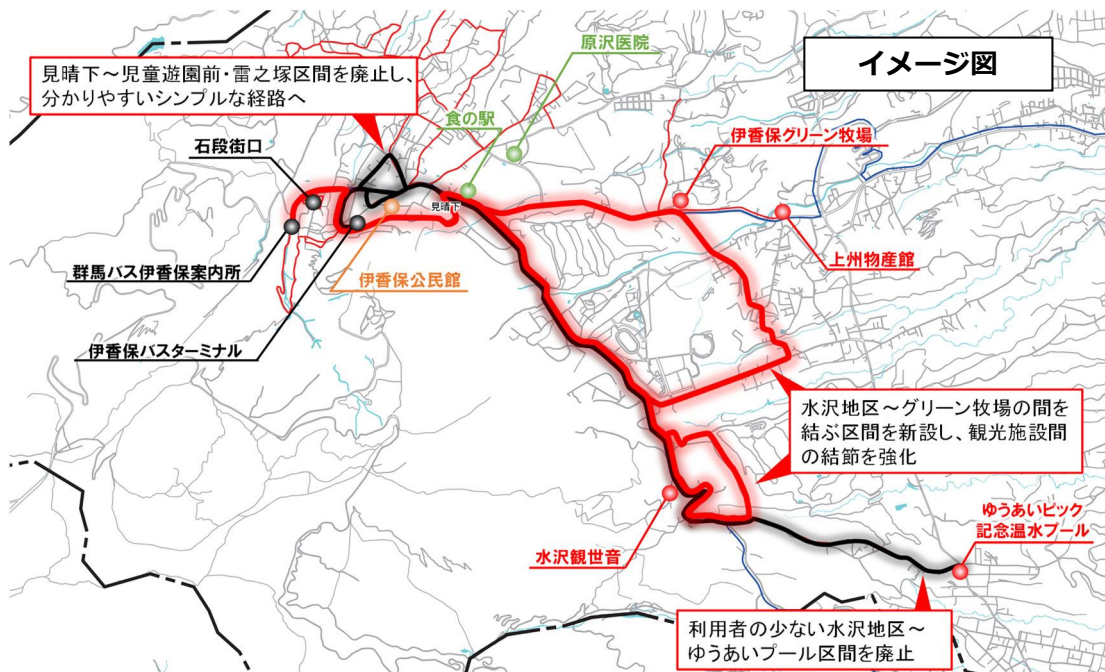 イメージ図
見晴下～児童遊園前・雷之塚区間を廃止し、
分かりやすいシンプルな経路へ
原沢医院
食の駅
石段街口
伊香保グリーン牧場
見晴下
群馬バス伊香保案内所
伊香保公民館
上州物産館
伊香保バスターミナル
水沢地区～グリーン牧場の間を
結ぶ区間を新設し、観光施設間
の結節を強化
水沢観世音
ゆうあいピック
記念温水プール
利用者の少ない水沢地区～
ゆうあいプール区間を廃止